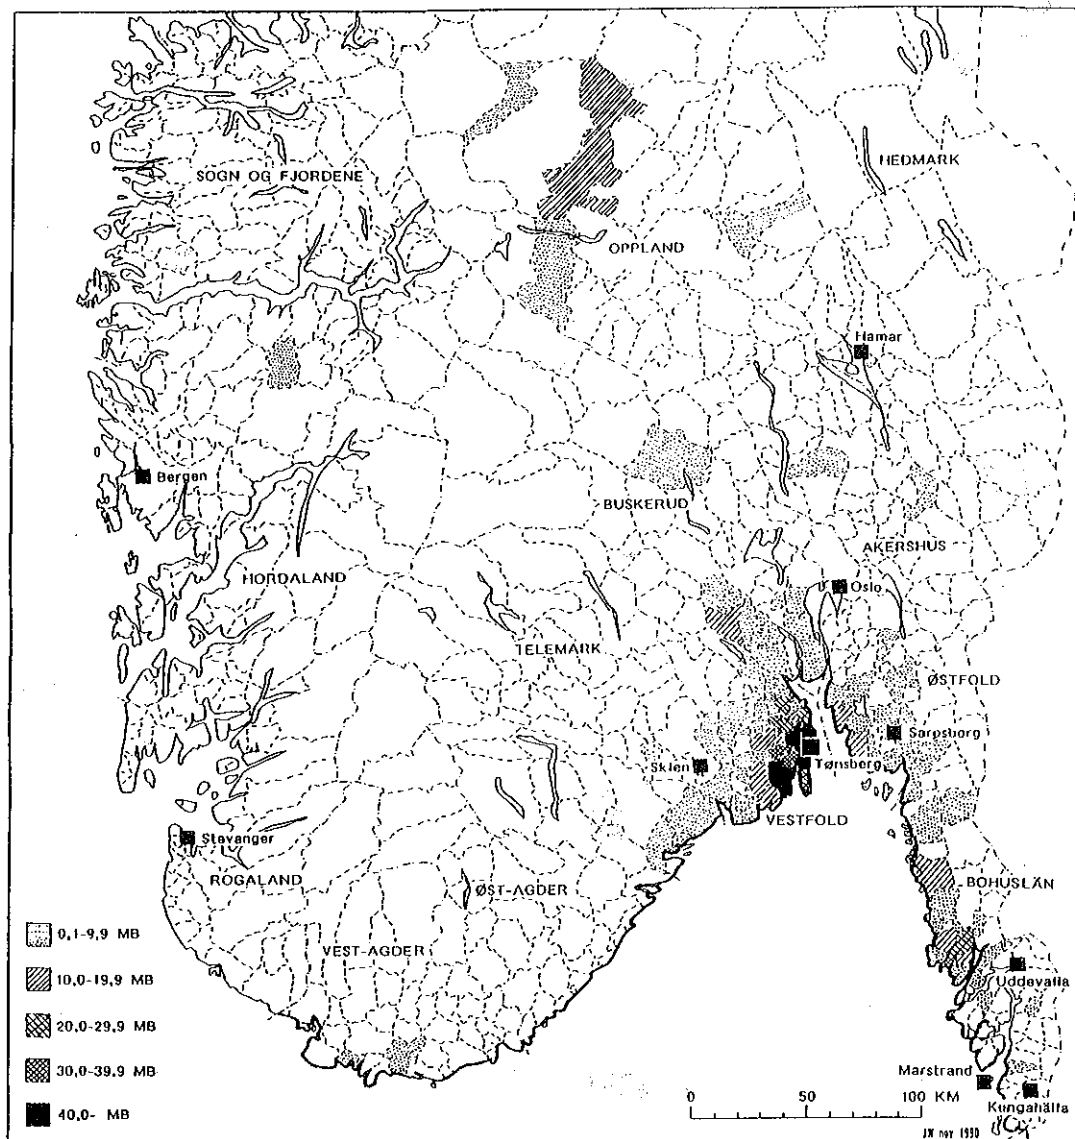 HEDMARK
SOGN OG FJORDENE
OPPLAND
Hamar
Bergen
BUSKERUD
AKERSHUS
Oslo
HORDALAND
TELEMARK
ØSTFOLD
Sarpsborg
Tønsberg
Skien
VESTFOLD
Stavanger
ROGALAND
ØST-AGDER
BOHUSLÄN
VEST-AGDER
Uddevalla
Marstrand
Kungahälla
0,1-9,9 MB
10,0-19,9 MB
20,0-29,9 MB
30,0-39,9 MB
40,0- MB
0 50 100 KM
JW nov 1990